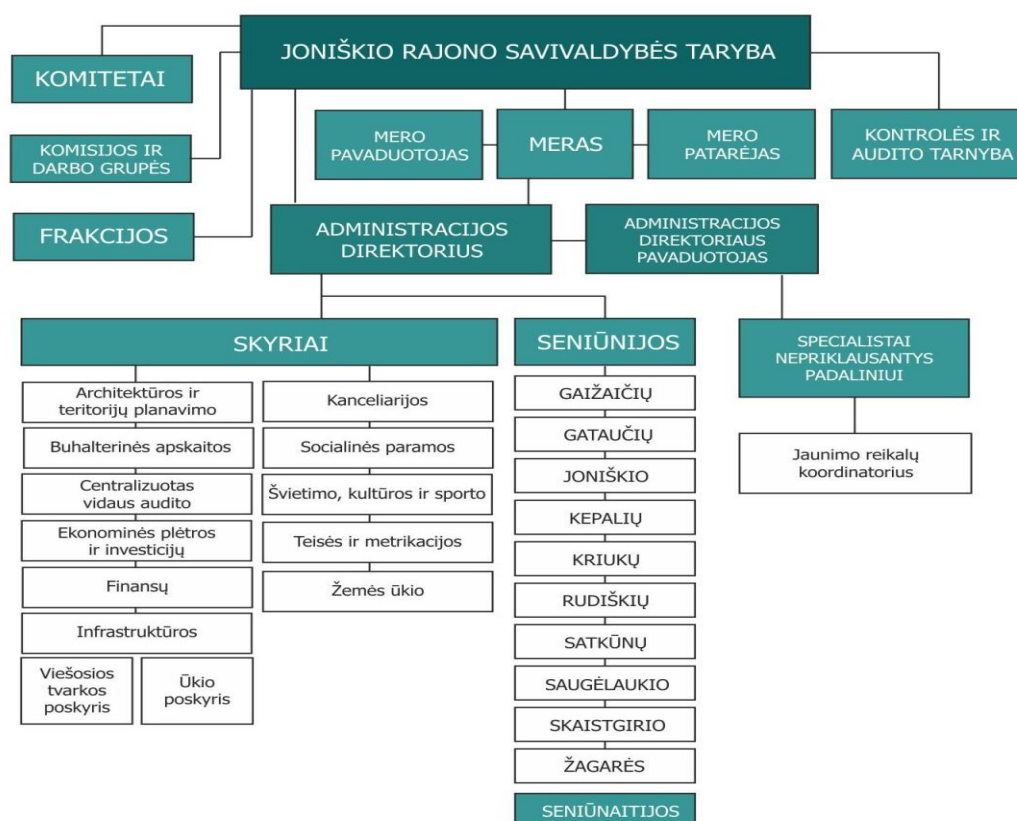 JONIŠKIO RAJONO SAVIVALDYBĖS TARYBA
KOMITETAI
KOMISIJOS IR
DARBO GRUPĖS
FRAKCIJOS
MERO
PAVADUOTOJAS
MERAS
MERO
PATARĖJAS
KONTROLĖS IR
AUDITO TARNYBA
ADMINISTRACIJOS
DIREKTORIUS
ADMINISTRACIJOS
DIREKTORIAUS
PAVADUOTOJAS
SKYRIAI
Architektūros ir
teritorijų planavimo
Buhalterinės apskaitos
Centralizuotas
vidaus audito
Ekonominės plėtros
ir investicijų
Finansų
Infrastruktūros
Viešosios
tvarkos
poskyris
Ūkio
poskyris
Kanceliarijos
Socialinės paramos
Švietimo, kultūros ir sporto
Teisės ir metrikacijos
Žemės ūkio
SENIŪNIJOS
GAIŽAIČIŲ
GATAUČIŲ
JONIŠKIO
KEPALIŲ
KRIUKŲ
RUDIŠKIŲ
SATKŪNŲ
SAUGĖLAUKIO
SKAISTGIRIO
ŽAGARĖS
SENIŪNAITIJOS
SPECIALISTAI
NEPRIKLAUSANTYS
PADALINIUI
Jaunimo reikalų
koordinatorius